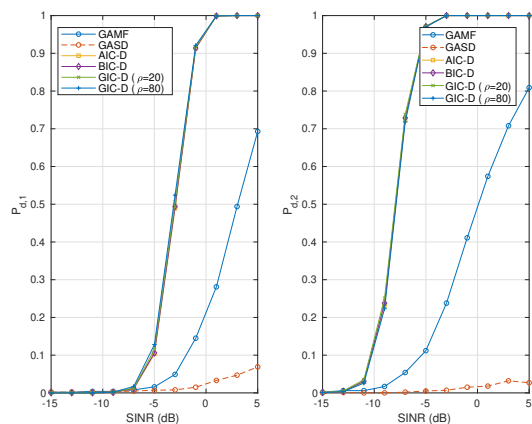 1
0.9
0.8
0.7
0.6
0.5
0.4
0.3
0.2
0.1
0
-15
-10
-5
0
5
SINR (dB)
P_{d,1}
GAMF
GASD
AIC-D
BIC-D
GIC-D ( ρ=20)
GIC-D ( ρ=80)
1
0.9
0.8
0.7
0.6
0.5
0.4
0.3
0.2
0.1
0
-15
-10
-5
0
5
SINR (dB)
P_{d,2}
GAMF
GASD
AIC-D
BIC-D
GIC-D ( ρ=20)
GIC-D ( ρ=80)